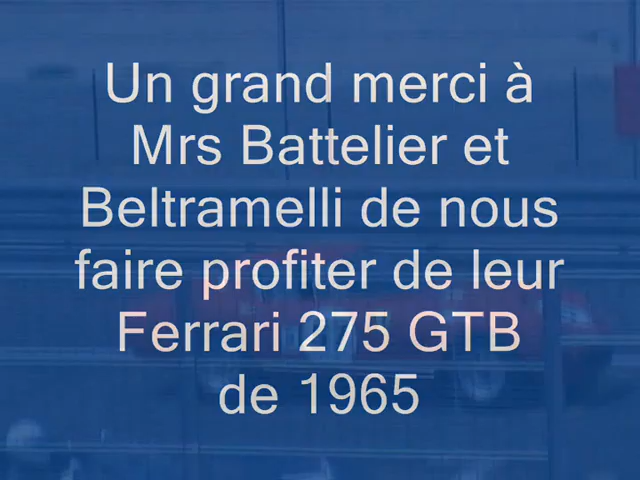 Un grand merci à
Mrs Battelier et
Beltramelli de nous
faire profiter de leur
Ferrari 275 GTB
de 1965